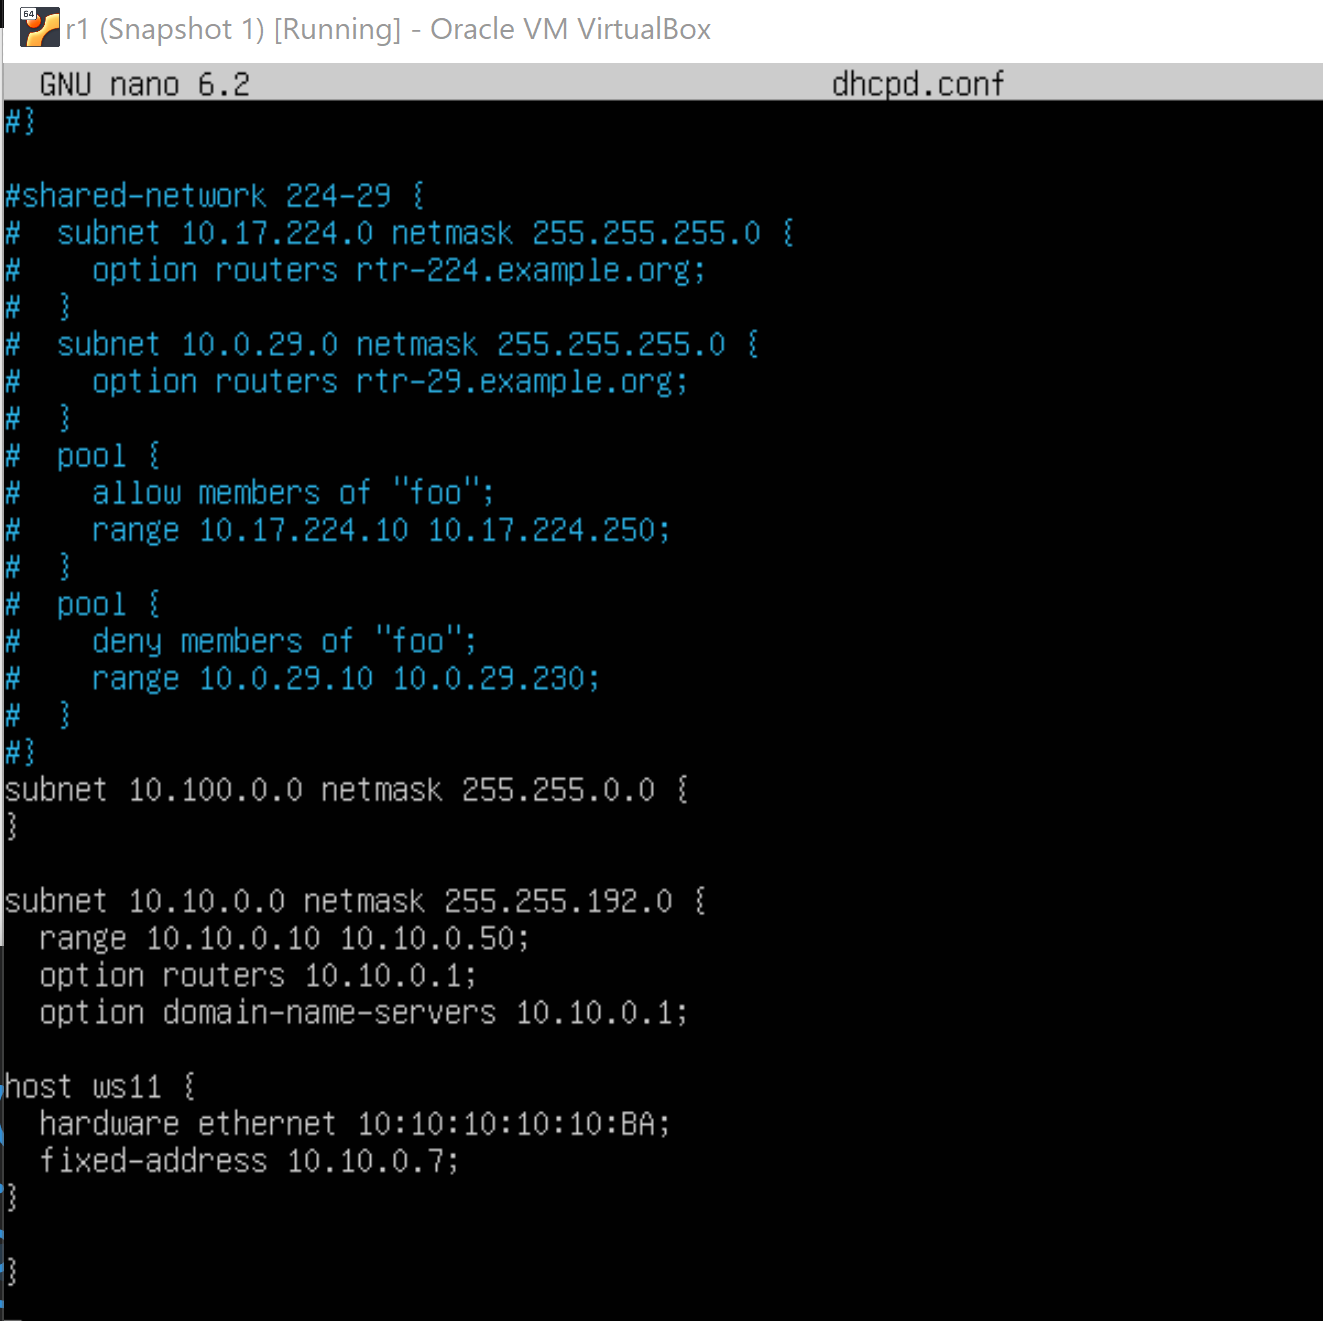 64
r1 (Snapshot 1) [Running] - Oracle VM VirtualBox
GNU nano 6.2 dhcpd.conf
#}
#shared-network 224-29 {
#  subnet 10.17.224.0 netmask 255.255.255.0 {
#    option routers rtr-224.example.org;
#  }
#  subnet 10.0.29.0 netmask 255.255.255.0 {
#    option routers rtr-29.example.org;
#  }
#  pool {
#    allow members of "foo";
#    range 10.17.224.10 10.17.224.250;
#  }
#  pool {
#    deny members of "foo";
#    range 10.0.29.10 10.0.29.230;
#  }
#}
subnet 10.100.0.0 netmask 255.255.0.0 {
}
subnet 10.10.0.0 netmask 255.255.192.0 {
  range 10.10.0.10 10.10.0.50;
  option routers 10.10.0.1;
  option domain-name-servers 10.10.0.1;
host ws11 {
  hardware ethernet 10:10:10:10:10:BA;
  fixed-address 10.10.0.7;
}
}